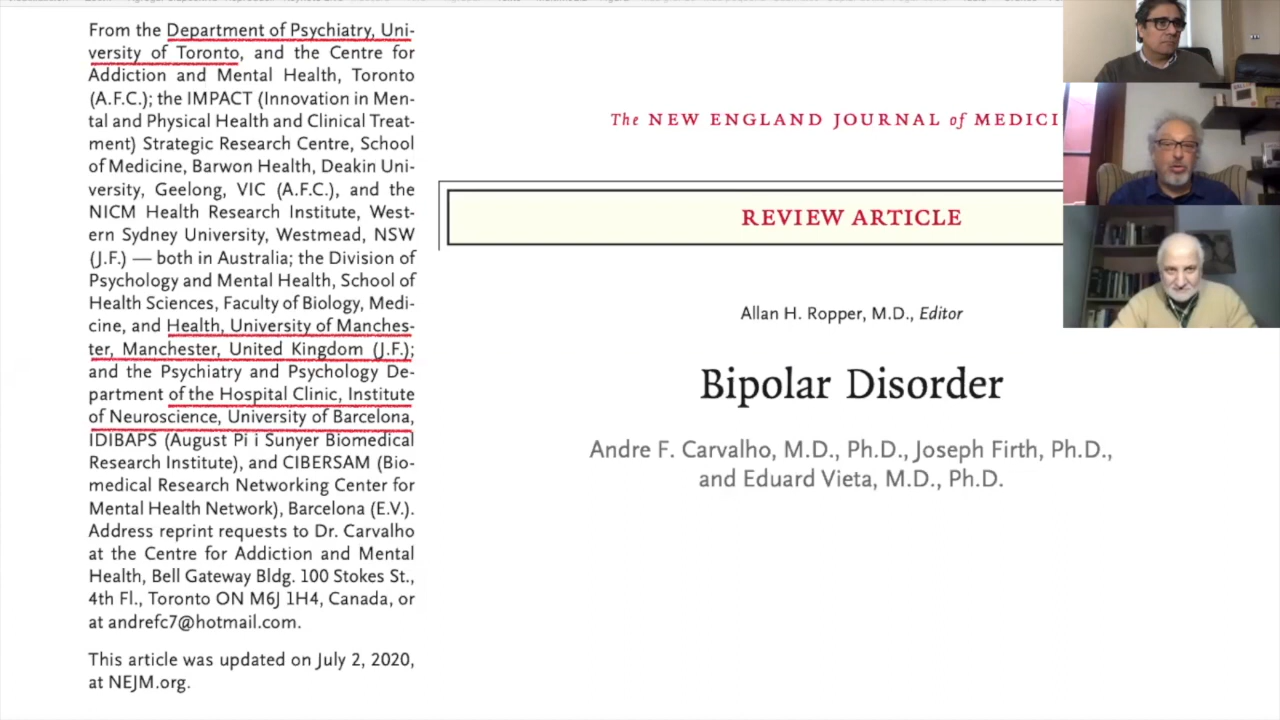 From the Department of Psychiatry, Uni-
versity of Toronto, and the Centre for
Addiction and Mental Health, Toronto
(A.F.C.); the IMPACT (Innovation in Men-
tal and Physical Health and Clinical Treat-
ment) Strategic Research Centre, School
of Medicine, Barwon Health, Deakin Uni-
versity, Geelong, VIC (A.F.C.), and the
NICM Health Research Institute, West-
ern Sydney University, Westmead, NSW
(J.F.) — both in Australia; the Division of
Psychology and Mental Health, School of
Health Sciences, Faculty of Biology, Medi-
cine, and Health, University of Manches-
ter, Manchester, United Kingdom (J.F.);
and the Psychiatry and Psychology De-
partment of the Hospital Clinic, Institute
of Neuroscience, University of Barcelona,
IDIBAPS (August Pi i Sunyer Biomedical
Research Institute), and CIBERSAM (Bio-
medical Research Networking Center for
Mental Health Network), Barcelona (E.V.).
Address reprint requests to Dr. Carvalho
at the Centre for Addiction and Mental
Health, Bell Gateway Bldg. 100 Stokes St.,
4th Fl., Toronto ON M6J 1H4, Canada, or
at andrefc7@hotmail.com.
This article was updated on July 2, 2020,
at NEJM.org.
The NEW ENGLAND JOURNAL of MEDICI
REVIEW ARTICLE
Allan H. Ropper, M.D., Editor
Bipolar Disorder
Andre F. Carvalho, M.D., Ph.D., Joseph Firth, Ph.D.,
and Eduard Vieta, M.D., Ph.D.